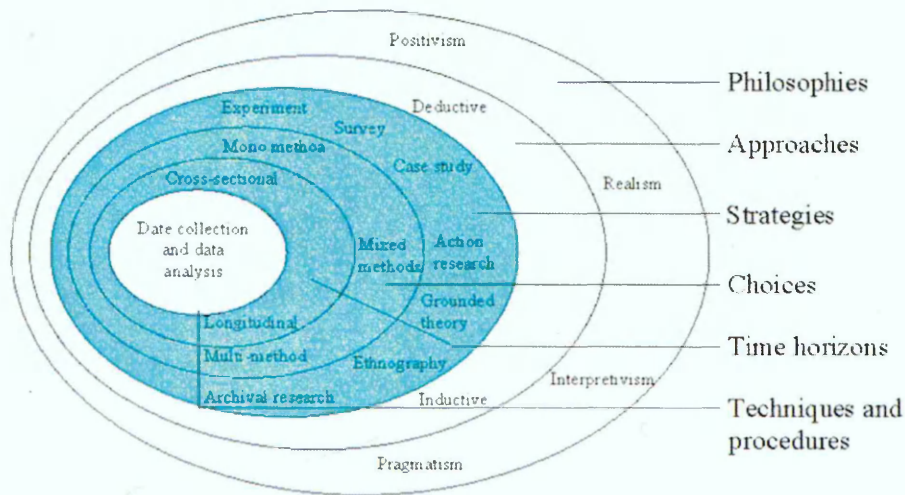 Positivism
Philosophies
Experiment
Deductive
Survey
Approaches
Mono methoa
Case study
Cross-sectional
Realism
Strategies
Date collection
and data
analysis
Mixed
methods
Action
research
Choices
Grounded
theory
Longitudinal
Time horizons
Multi-method
Ethnography
Interpretivism
Archival research
Inductive
Techniques and
procedures
Pragmatism